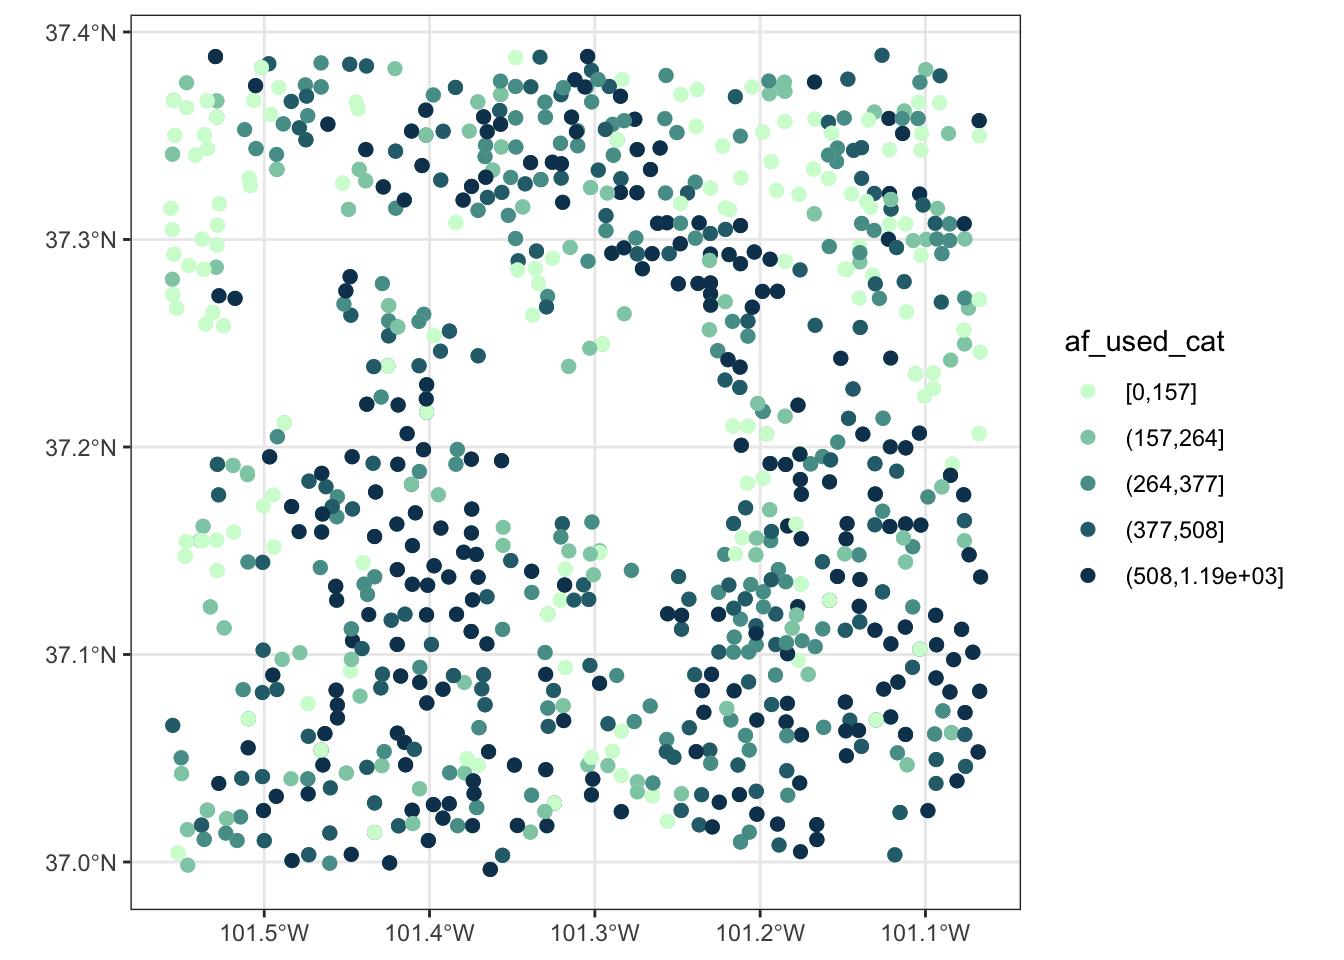 37.4°N
37.3°N
37.2°N
37.1°N
37.0°N
101.5°W
101.4°W
101.3°W
101.2°W
101.1°W
af_used_cat
[0,157]
(157,264]
(264,377]
(377,508]
(508,1.19e+03]